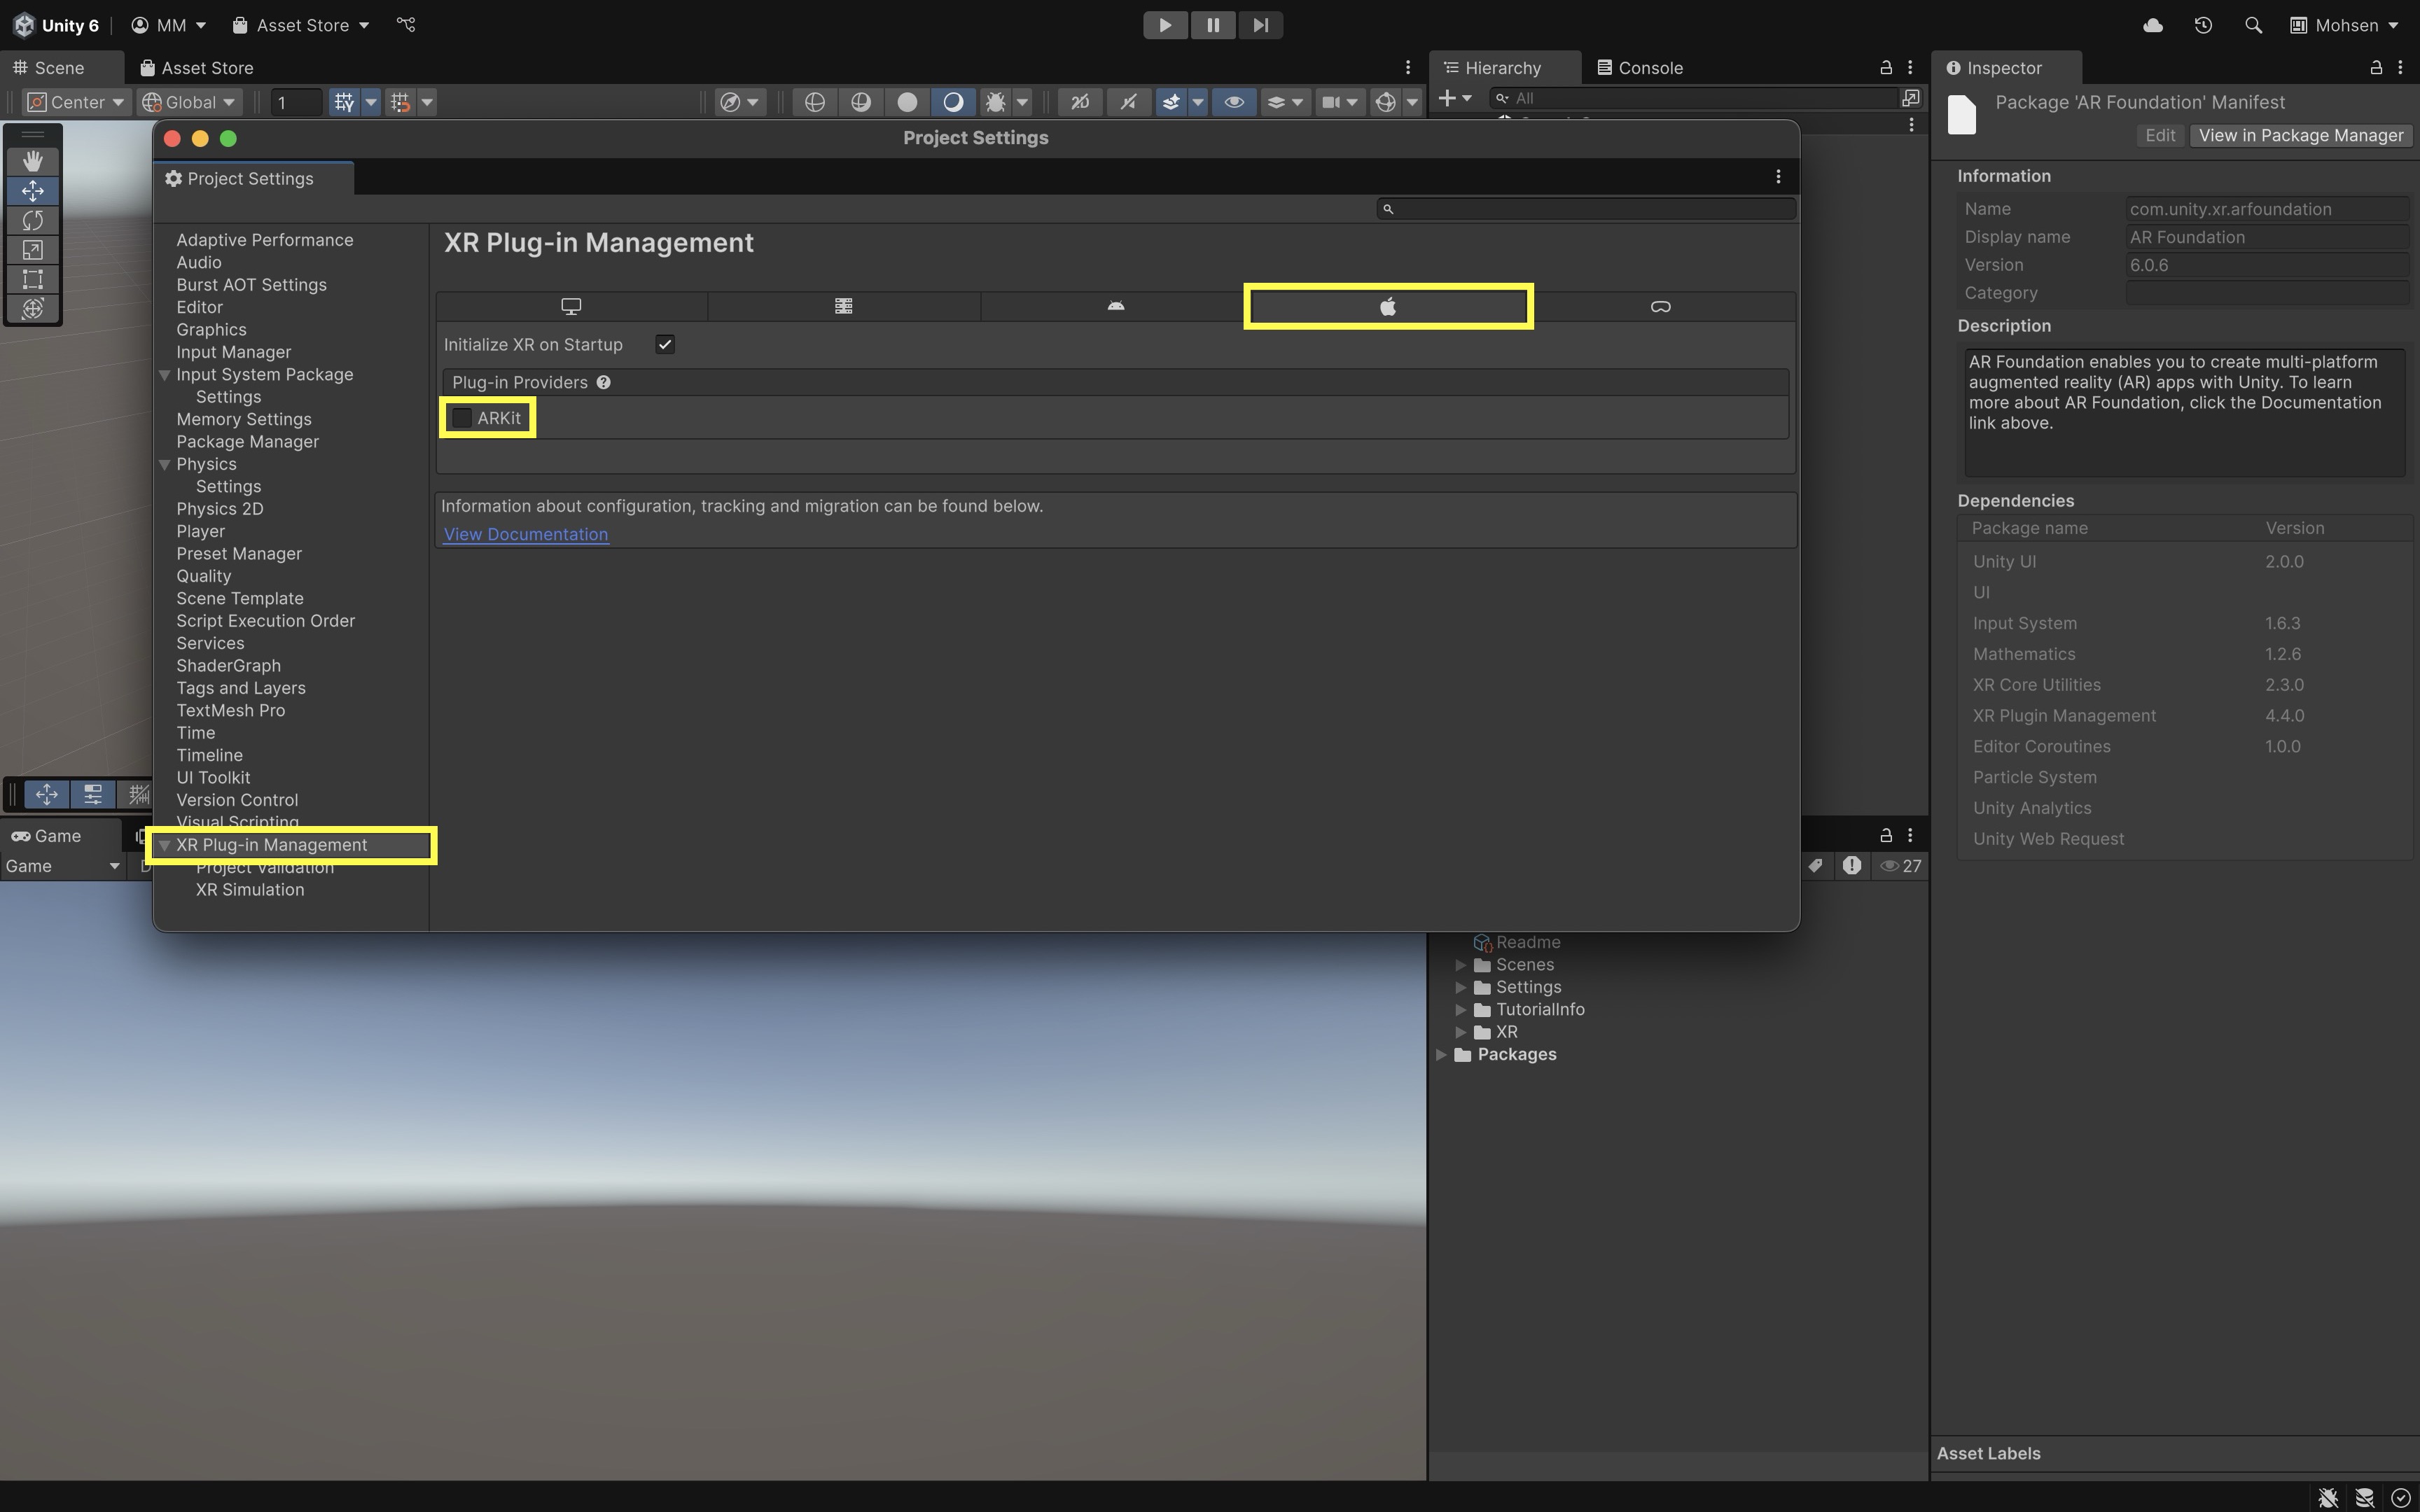 Unity 6
MM
Asset Store
Mohsen
Scene
Asset Store
Hierarchy
Console
Inspector
Center
Global
1
2D
All
Package 'AR Foundation' Manifest
Edit
View in Package Manager
Project Settings
Project Settings
Adaptive Performance
Audio
Burst AOT Settings
Editor
Graphics
Input Manager
Input System Package
Settings
Memory Settings
Package Manager
Physics
Settings
Physics 2D
Player
Preset Manager
Quality
Scene Template
Script Execution Order
Services
ShaderGraph
Tags and Layers
TextMesh Pro
Time
Timeline
UI Toolkit
Version Control
Visual Scripting
XR Plug-in Management
Project Validation
XR Simulation
XR Plug-in Management
Initialize XR on Startup
Plug-in Providers
ARKit
Information about configuration, tracking and migration can be found below.
View Documentation
Information
Name com.unity.xr.arfoundation
Display name AR Foundation
Version 6.0.6
Category
Description
AR Foundation enables you to create multi-platform
augmented reality (AR) apps with Unity. To learn
more about AR Foundation, click the Documentation
link above.
Dependencies
Package name Version
Unity UI 2.0.0
UI
Input System 1.6.3
Mathematics 1.2.6
XR Core Utilities 2.3.0
XR Plugin Management 4.4.0
Editor Coroutines 1.0.0
Particle System
Unity Analytics
Unity Web Request
Game
Game
27
Readme
Scenes
Settings
TutorialInfo
XR
Packages
Asset Labels